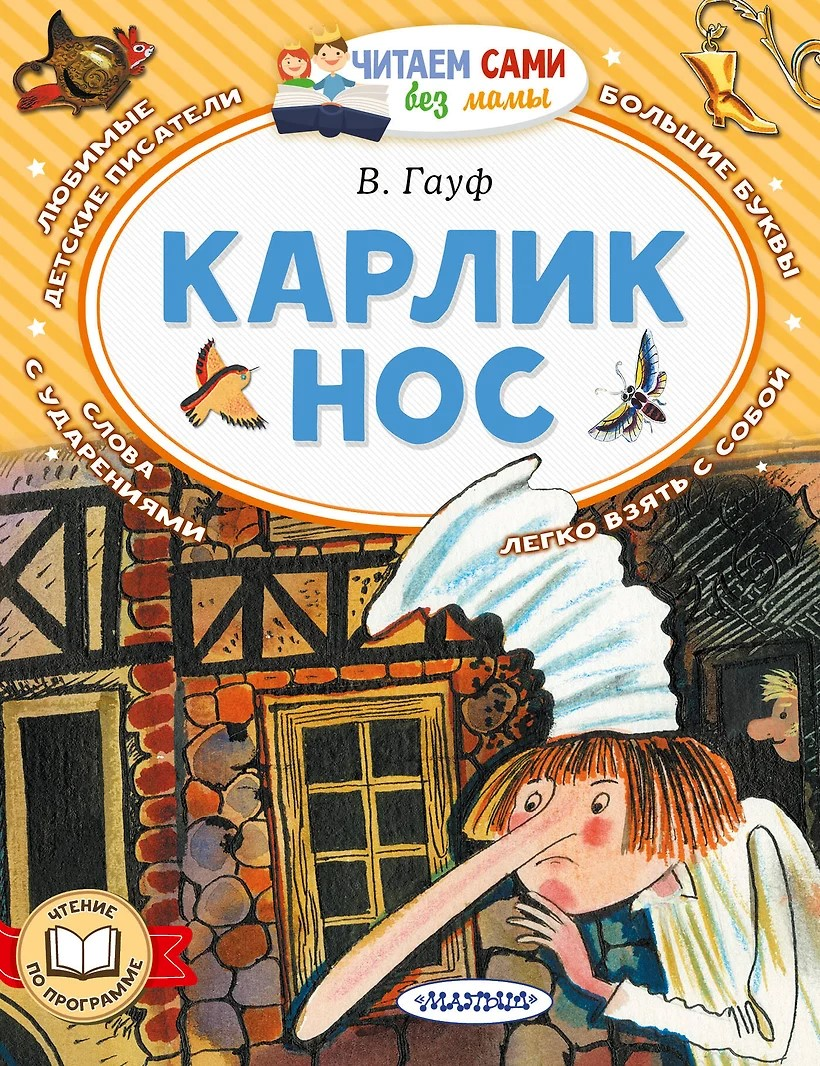 ЧИТАЕМ САМИ
без мамы
ЛЮБИМЫЕ
ДЕТСКИЕ ПИСАТЕЛИ
БОЛЬШИЕ БУКВЫ
В. Гауф
КАРЛИК
НОС
СЛОВА
С УДАРЕНИЯМИ
ЛЕГКО ВЗЯТЬ С СОБОЙ
ЧТЕНИЕ
ПО ПРОГРАММЕ
«МАЛЫШ»